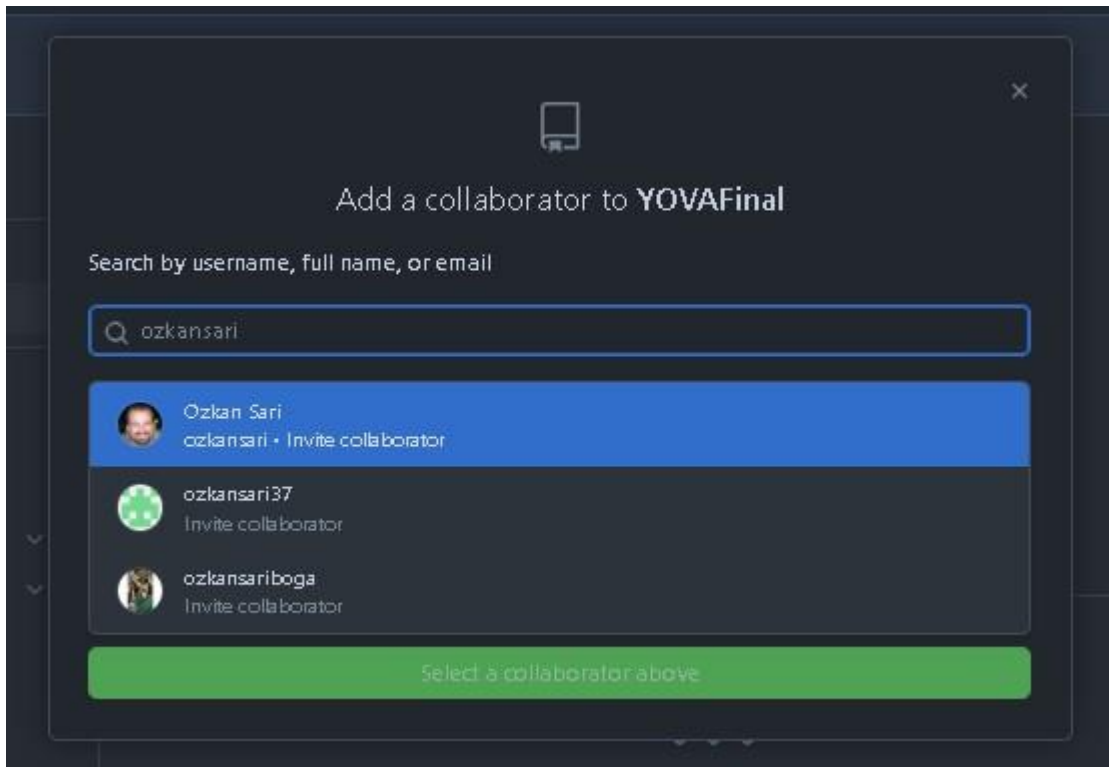 Add a collaborator to YOVAFinal
Search by username, full name, or email
ozkansari
Ozkan Sari
ozkansari • Invite collaborator
ozkansari37
Invite collaborator
ozkansariboga
Invite collaborator
Select a collaborator above